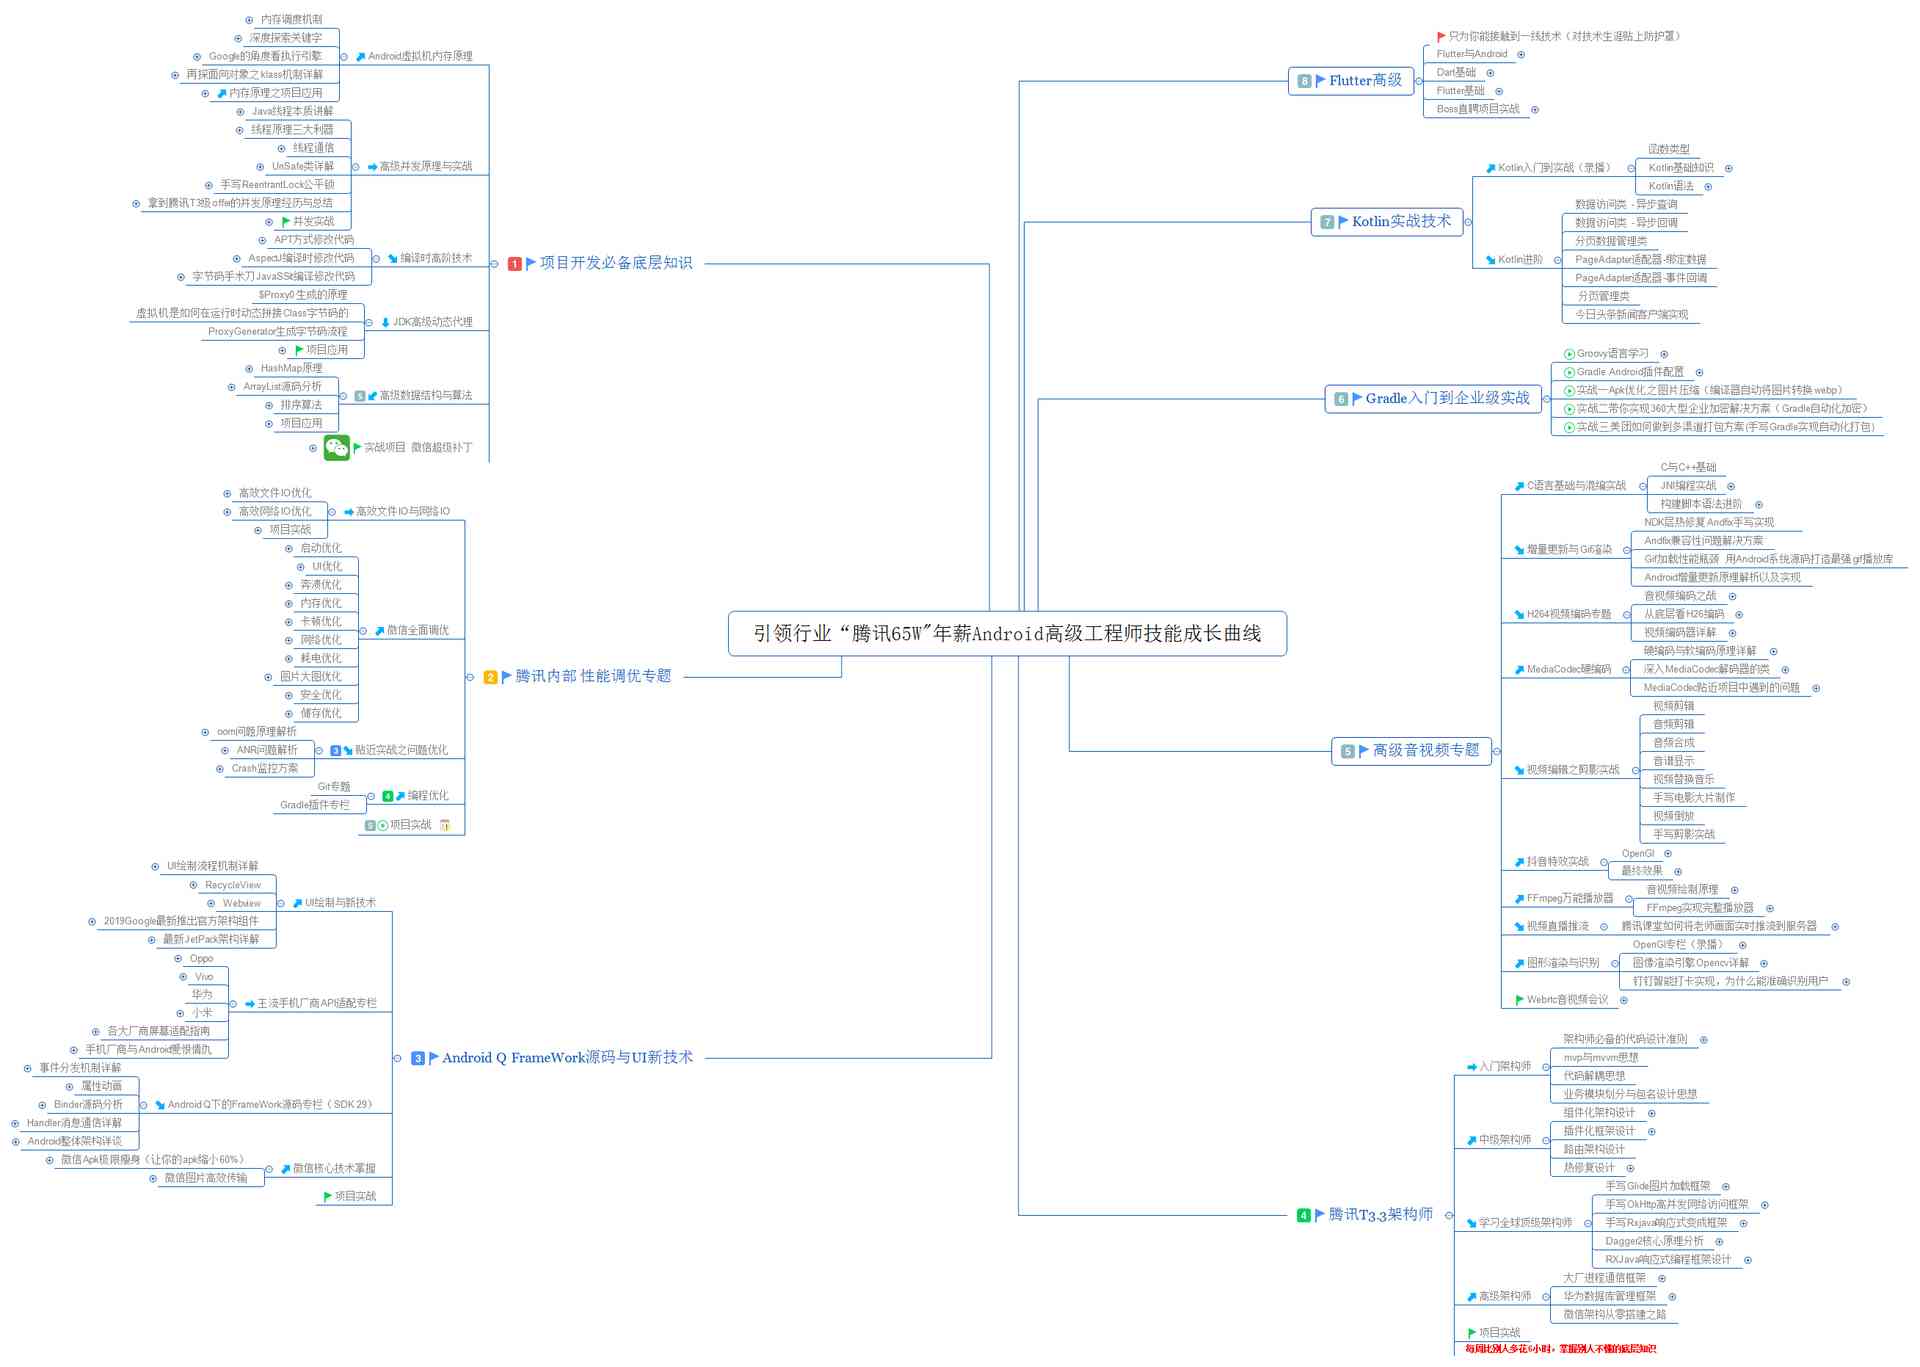 引领行业“腾讯65W"年薪Android高级工程师技能成长曲线
1 项目开发必备底层知识
Android虚拟机内存原理
内存调度机制
深度探索关键字
Google的角度看执行引擎
再探面向对象之klass机制详解
内存原理之项目应用
高级并发原理与实战
Java线程本质讲解
线程原理三大利器
线程通信
UnSafe类详解
手写ReentrantLock公平锁
拿到腾讯T3级offer的并发原理经历与总结
并发实战
编译时高阶技术
APT方式修改代码
AspectJ编译时修改代码
字节码手术刀JavaSSt编译修改代码
JDK高级动态代理
$Proxy0 生成的原理
虚拟机是如何在运行时动态拼接Class字节码的
ProxyGenerator生成字节码流程
项目应用
5 高级数据结构与算法
HashMap原理
ArrayList源码分析
排序算法
项目应用
实战项目 微信超级补丁
2 腾讯内部 性能调优专题
高效文件IO与网络IO
高效文件IO优化
高效网络IO优化
项目实战
微信全面调优
启动优化
UI优化
奔溃优化
内存优化
卡顿优化
网络优化
耗电优化
图片大图优化
安全优化
储存优化
3 贴近实战之问题优化
oom问题原理解析
ANR问题解析
Crash监控方案
4 编程优化
Git专题
Gradle插件专栏
5 项目实战
3 Android Q FrameWork源码与UI新技术
UI绘制与新技术
UI绘制流程机制详解
RecycleView
Webview
2019Google最新推出官方架构组件
最新JetPack架构详解
主流手机厂商API适配专栏
Oppo
Vivo
华为
小米
各大厂商屏幕适配指南
手机厂商与Android爱恨情仇
Android Q下的FrameWork源码专栏（SDK 29）
事件分发机制详解
属性动画
Binder源码分析
Handler消息通信详解
Android整体架构详谈
微信核心技术掌握
微信Apk极限瘦身（让你的apk缩小60%）
微信图片高效传输
项目实战
8 Flutter高级
只为你能接触到一线技术（对技术生涯贴上防护罩）
Flutter与Android
Dart基础
Flutter基础
Boss直聘项目实战
7 Kotlin实战技术
Kotlin入门到实战（录播）
函数类型
Kotlin基础知识
Kotlin语法
Kotlin进阶
数据访问类 - 异步查询
数据访问类 - 异步回调
分页数据管理类
PageAdapter适配器-绑定数据
PageAdapter适配器-事件回调
分页管理类
今日头条新闻客户端实现
6 Gradle入门到企业级实战
Groovy语言学习
Gradle Android插件配置
实战一Apk优化之图片压缩（编译器自动将图片转换 webp）
实战二带你实现360大型企业加密解决方案（ Gradle自动化加密）
实战三美团如何做到多渠道打包方案(手写Gradle实现自动化打包)
5 高级音视频专题
C语言基础与混编实战
C与C++基础
JNI编程实战
构建脚本语法进阶
增量更新与 Gif渲染
NDK层热修复 Andfix手写实现
Andfix兼容性问题解决方案
Gif加载性能瓶颈 用Android系统源码打造最强 gif播放库
Android增量更新原理解析以及实现
H264视频编码专题
音视频编码之战
从底层看H26编码
视频编码器详解
MediaCodec硬编码
硬编码与软编码原理详解
深入MediaCodec解码器的类
MediaCodec贴近项目中遇到的问题
视频编辑之剪影实战
视频剪辑
音频剪辑
音频合成
音谱显示
视频替换音乐
手写电影大片制作
视频倒放
手写剪影实战
抖音特效实战
OpenGl
最终效果
FFmpeg万能播放器
音视频绘制原理
FFmpeg实现完整播放器
视频直播推流
腾讯课堂如何将老师画面实时推流到服务器
图形渲染与识别
OpenGl专栏（录播）
图像渲染引擎Opencv详解
钉钉智能打卡实现，为什么能准确识别用户
Webrtc音视频会议
4 腾讯T3.3架构师
入门架构师
架构师必备的代码设计准则
mvp与mvvm思想
代码解耦思想
业务模块划分与包名设计思想
中级架构师
组件化架构设计
插件化框架设计
路由架构设计
热修复设计
学习全球顶级架构师
手写Glide图片加载框架
手写OkHttp高并发网络访问框架
手写Rxjava响应式变成框架
Dagger2核心原理分析
RXJava响应式编程框架设计
高级架构师
大厂进程通信框架
华为数据库管理框架
微信架构从零搭建之路
项目实战
每周比别人多花6小时，掌握别人不懂的底层知识